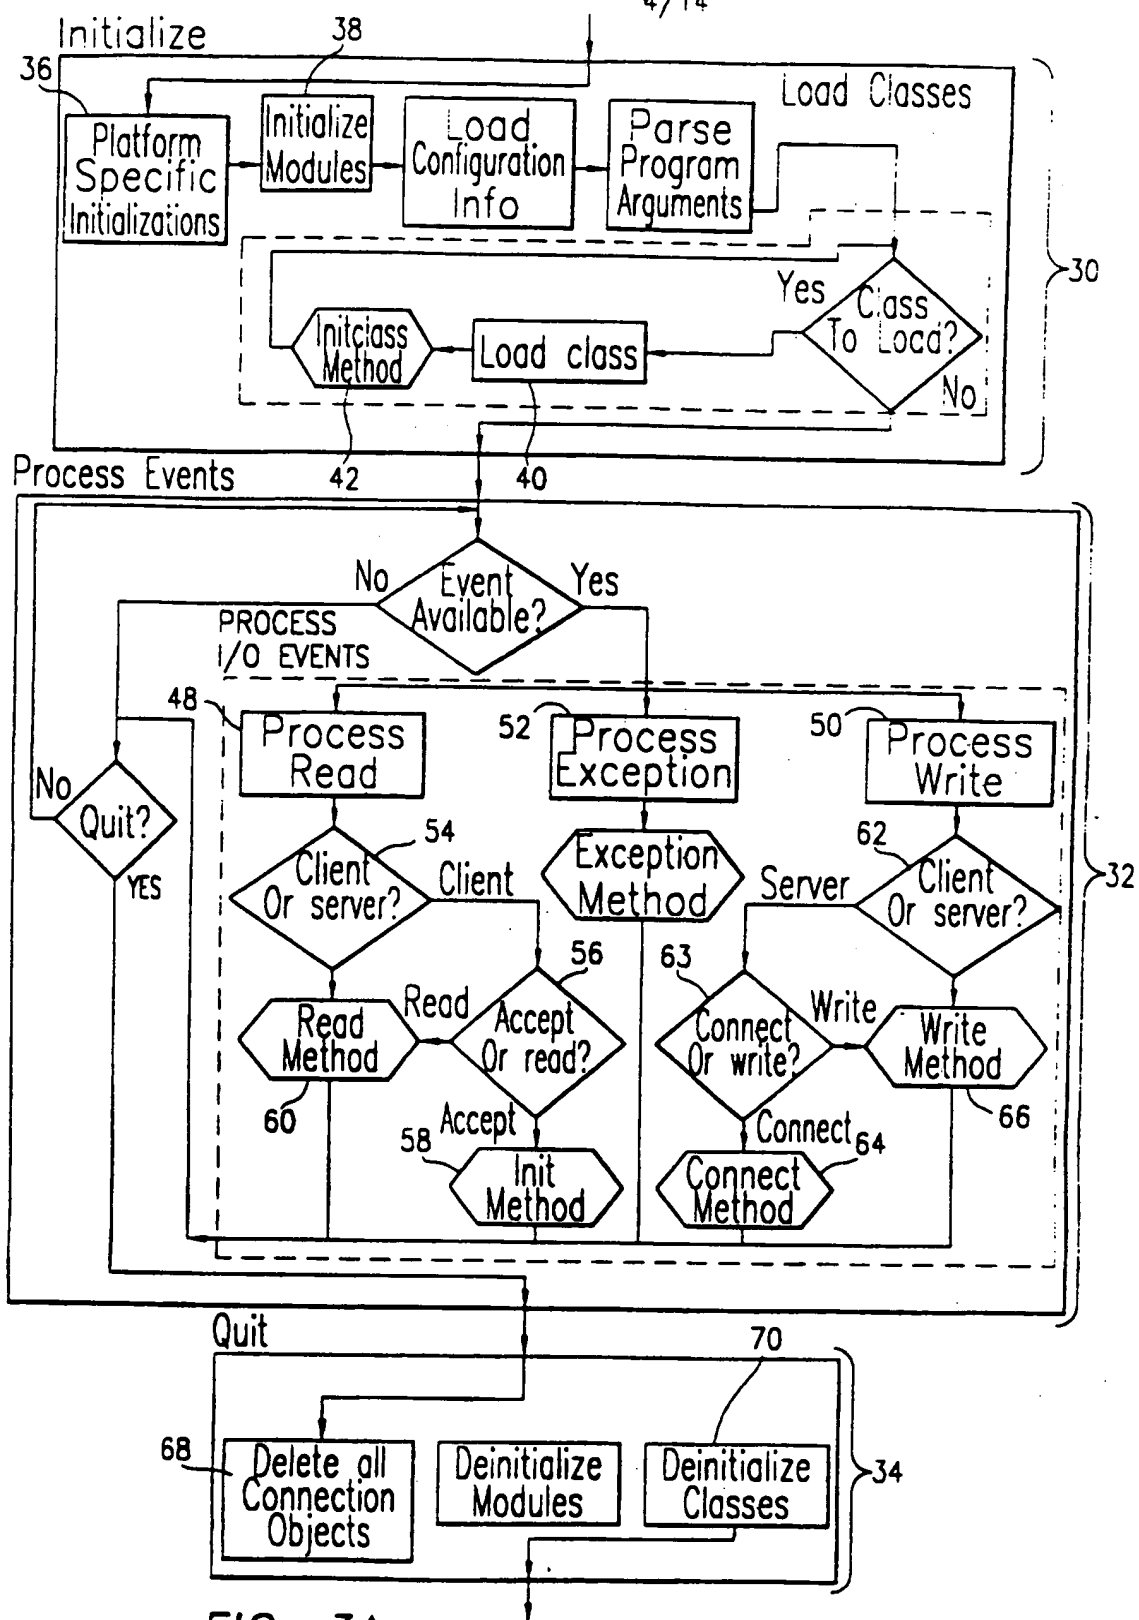 4/14
Initialize
38
36
Load Classes
Platform
Specific
Initializations
Initialize
Modules
Load
Configuration
Info
Parse
Program
Arguments
30
Yes
Class
To Load?
No
Initclass
Method
Load class
42
40
Process Events
No
Event
Available?
Yes
PROCESS
I/O EVENTS
48
Process
Read
52
Process
Exception
50
Process
Write
No
Quit?
YES
54
Client
Or server?
Client
Exception
Method
62
Server
Client
Or server?
32
56
63
Read
Method
Read
Accept
Or read?
Connect
Or write?
Write
Write
Method
60
Accept
58
Init
Method
Connect
64
Connect
Method
66
Quit
70
68
Delete all
Connection
Objects
Deinitialize
Modules
Deinitialize
Classes
34
FIG. 3A